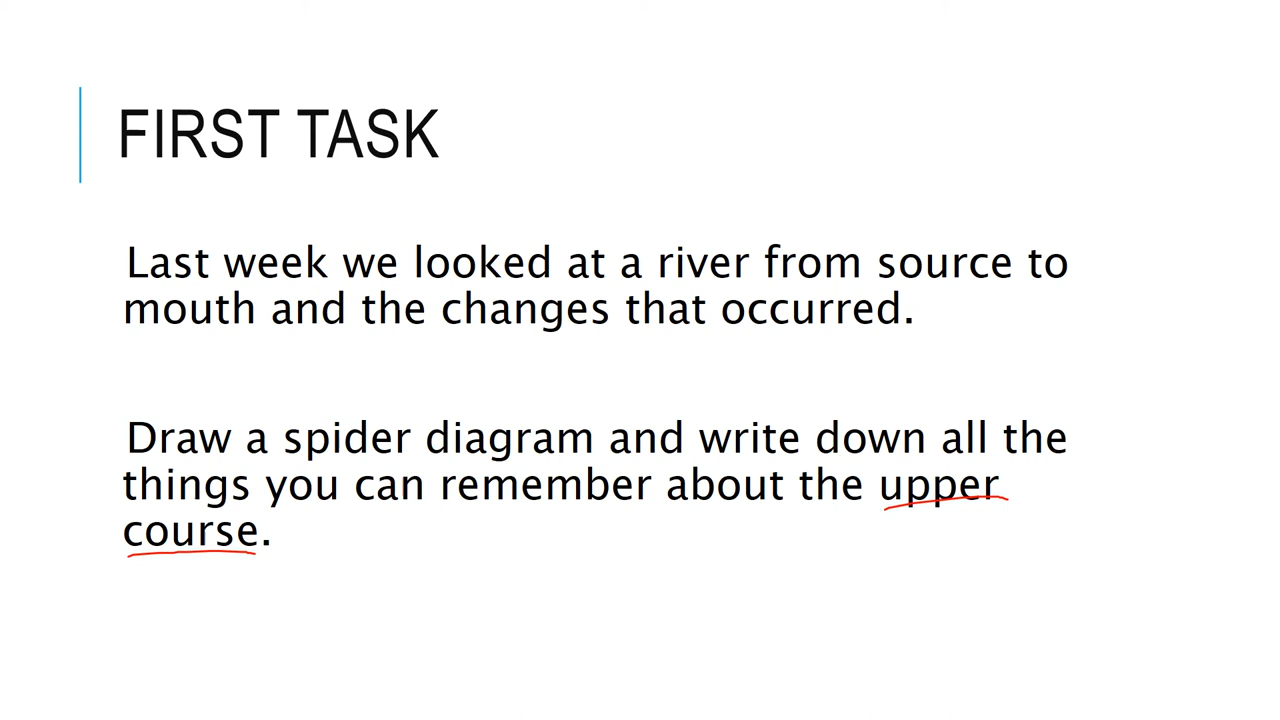 FIRST TASK
Last week we looked at a river from source to
mouth and the changes that occurred.
Draw a spider diagram and write down all the
things you can remember about the upper
course.